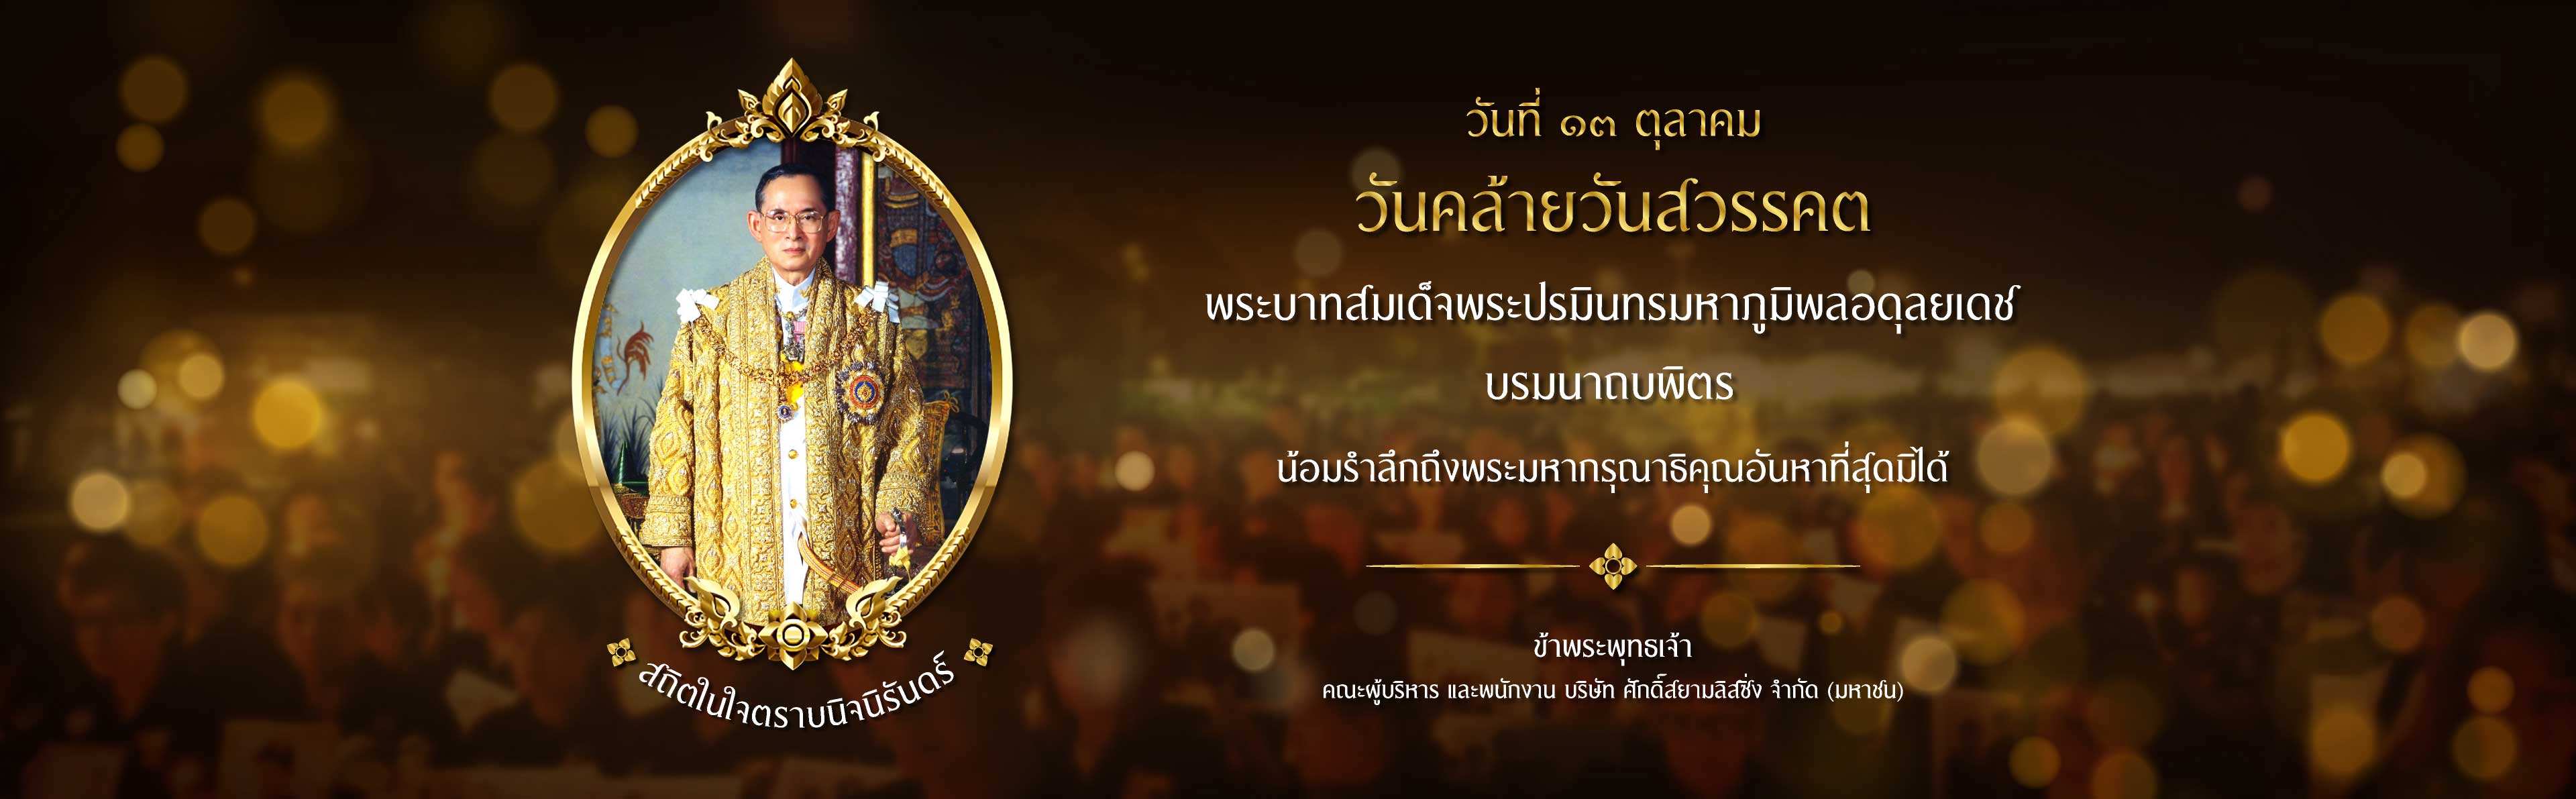 วันที่ ๑๓ ตุลาคม
วันคล้ายวันสวรรคต
พระบาทสมเด็จพระปรมินทรมหาภูมิพลอดุลยเดช
บรมนาถบพิตร
น้อมรำลึกถึงพระมหากรุณาธิคุณอันหาที่สุดมิได้
ข้าพระพุทธเจ้า
คณะผู้บริหาร และพนักงาน บริษัท ศักดิ์สยามลิสซิ่ง จำกัด (มหาชน)
สถิตในใจตราบนิจนิรันดร์